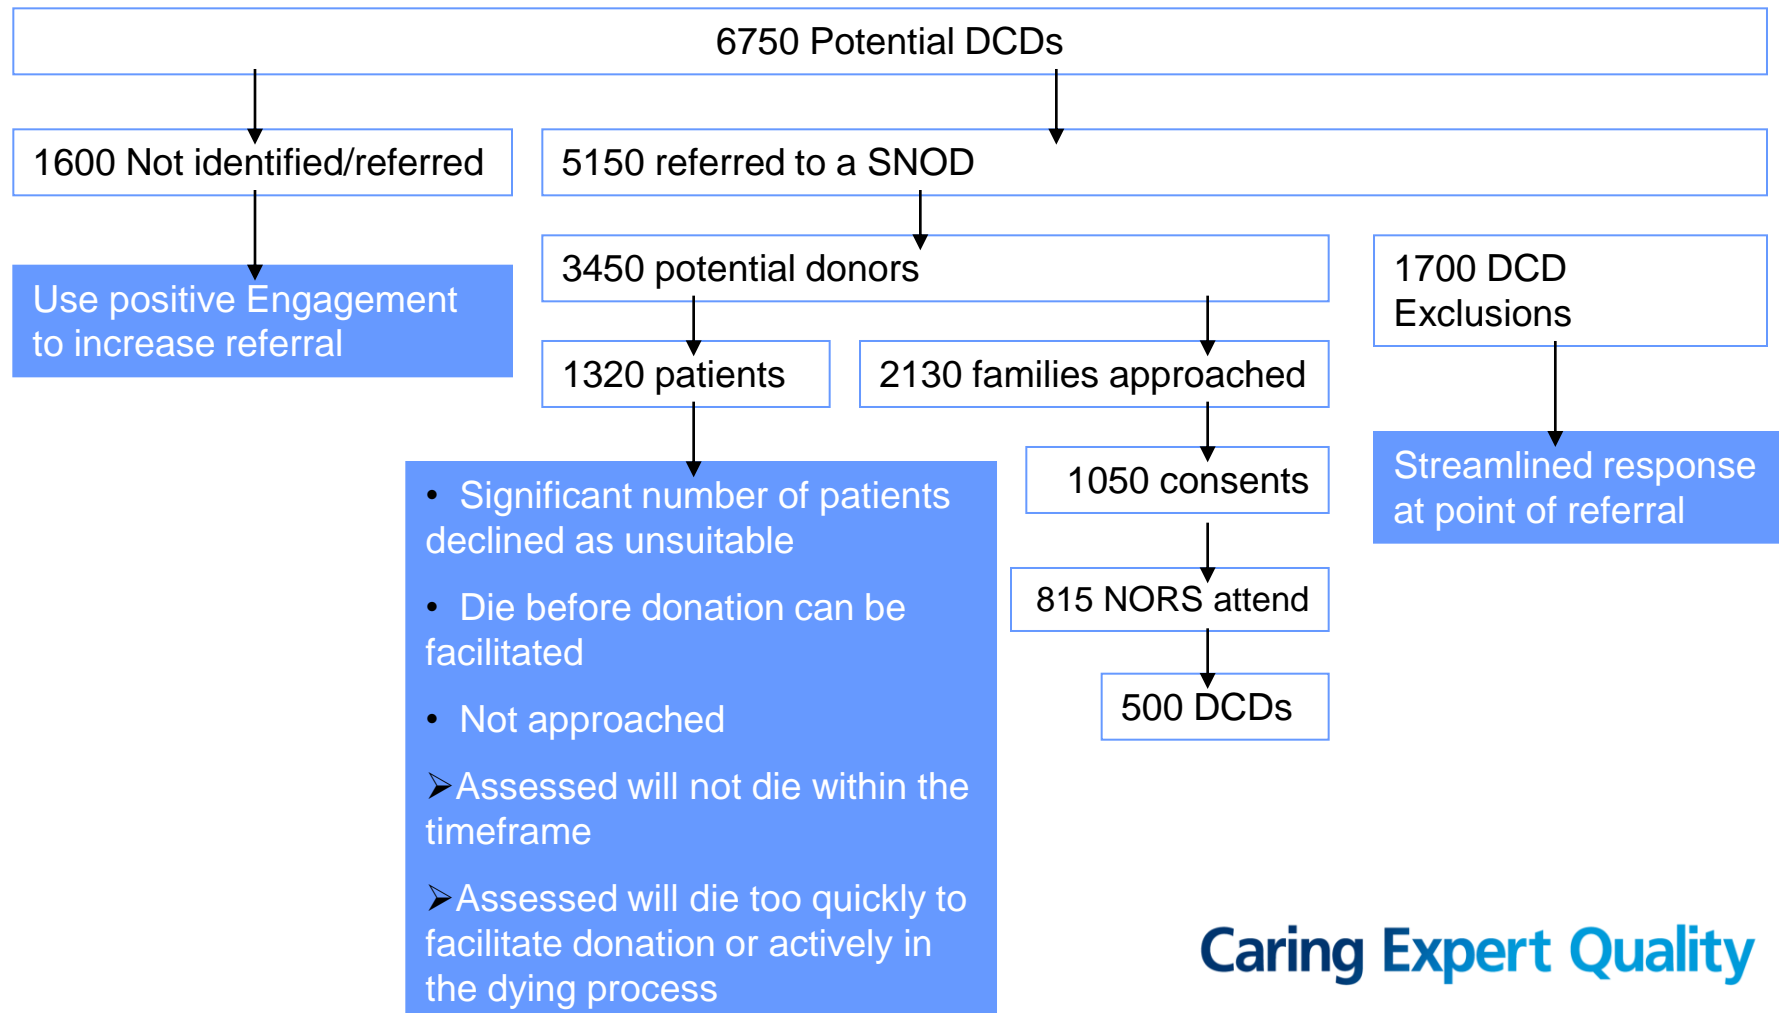 6750 Potential DCDs
1600 Not identified/referred
5150 referred to a SNOD
3450 potential donors
1700 DCD
Exclusions
Use positive Engagement
to increase referral
1320 patients
2130 families approached
1050 consents
Streamlined response
at point of referral
• Significant number of patients
declined as unsuitable
• Die before donation can be
facilitated
• Not approached
➢Assessed will not die within the
timeframe
➢Assessed will die too quickly to
facilitate donation or actively in
the dying process
815 NORS attend
500 DCDs
Caring Expert Quality